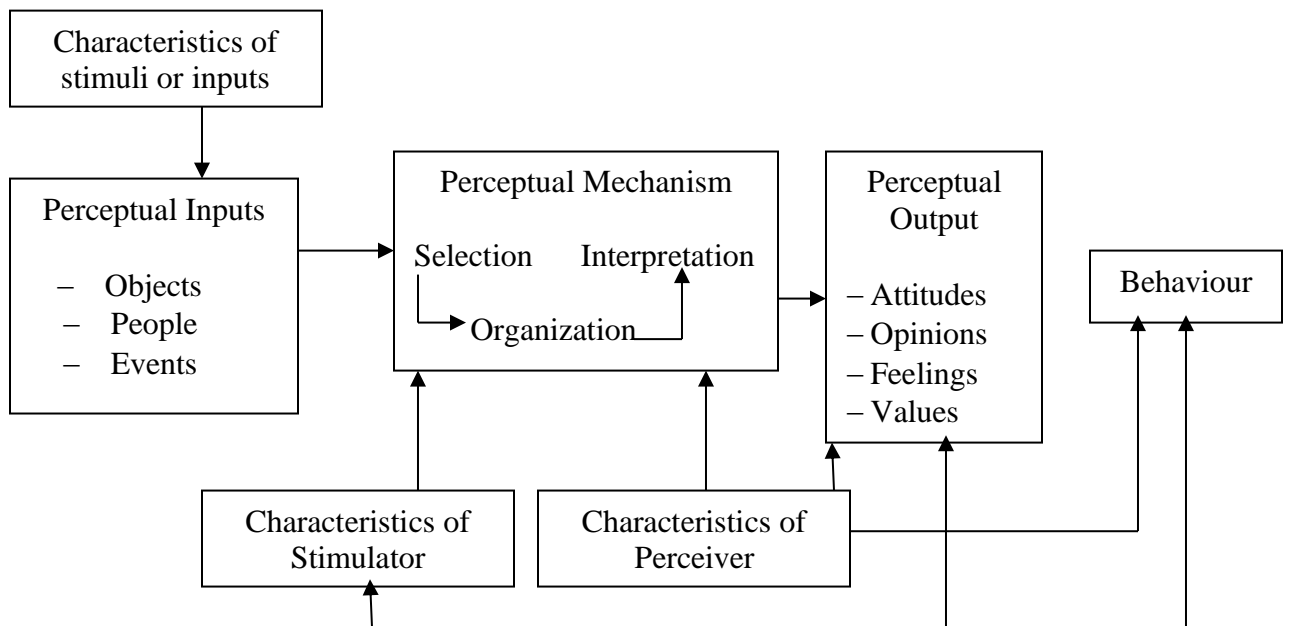 Characteristics of
stimuli or inputs
Perceptual Inputs
– Objects
– People
– Events
Perceptual Mechanism
Selection Interpretation
Organization
Perceptual
Output
– Attitudes
– Opinions
– Feelings
– Values
Behaviour
Characteristics of
Stimulator
Characteristics of
Perceiver